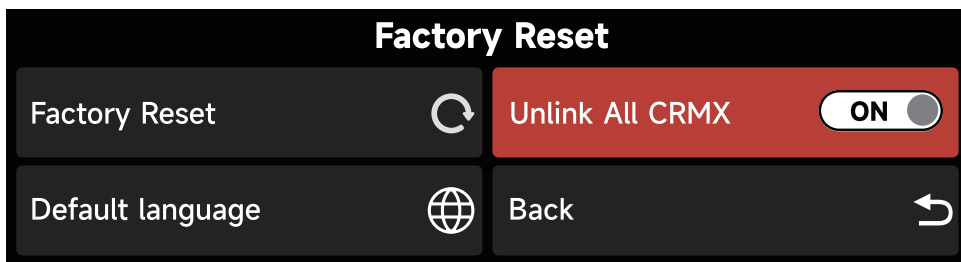 Factory Reset
Factory Reset
Unlink All CRMX
ON
Default language
Back